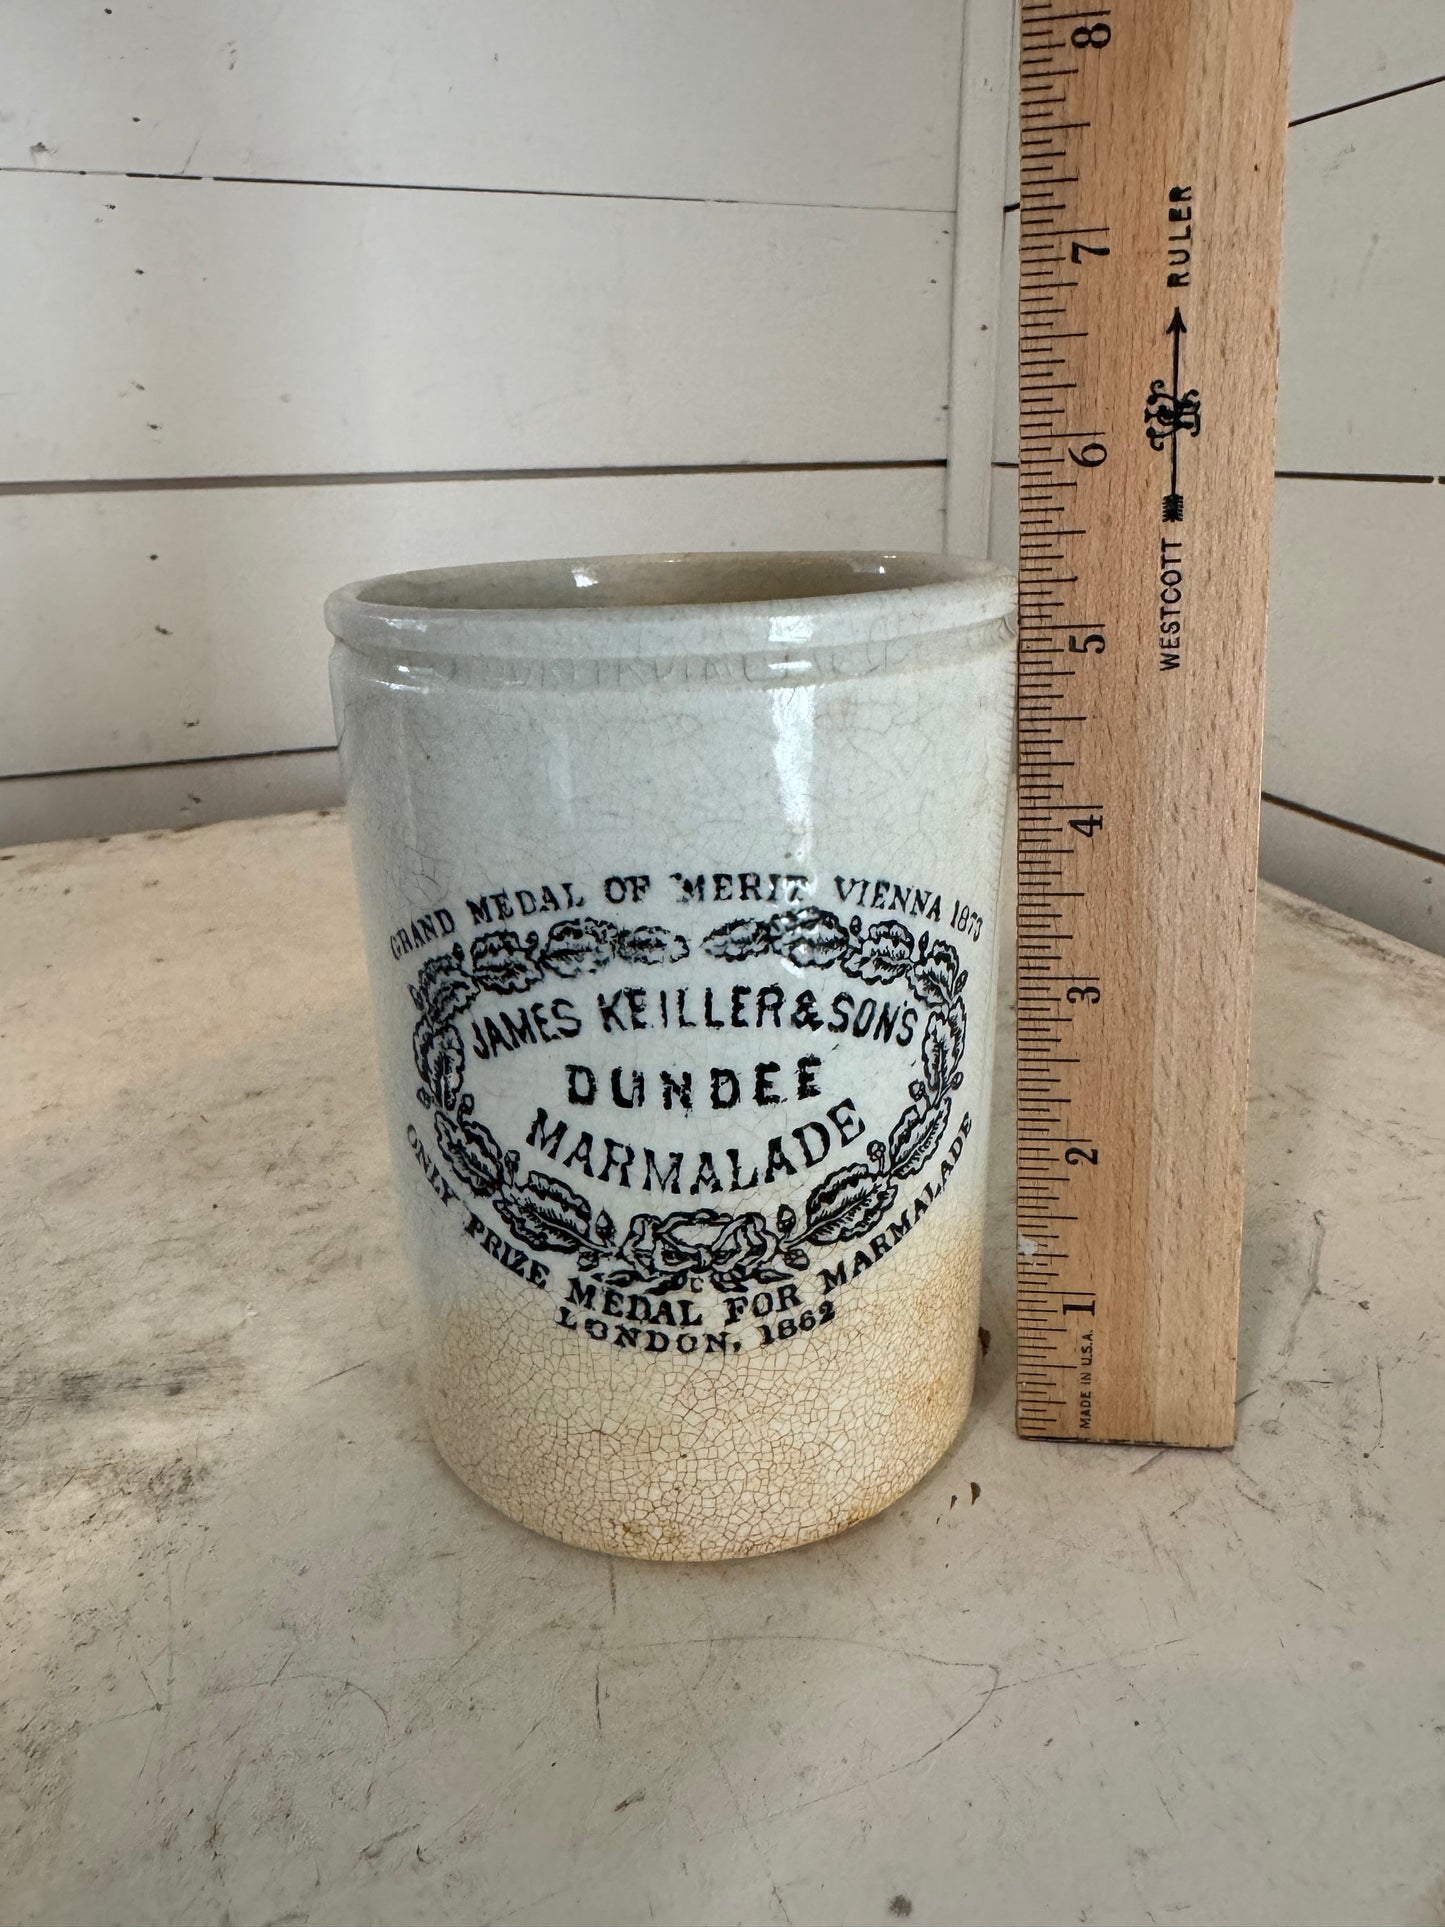 GRAND MEDAL OF MERIT VIENNA 1873
JAMES KEILLER & SONS
DUNDEE
MARMALADE
ONLY PRIZE MEDAL FOR MARMALADE
LONDON, 1862
C
8
7
6
5
4
3
2
1
WESTCOTT RULER
MADE IN U.S.A.